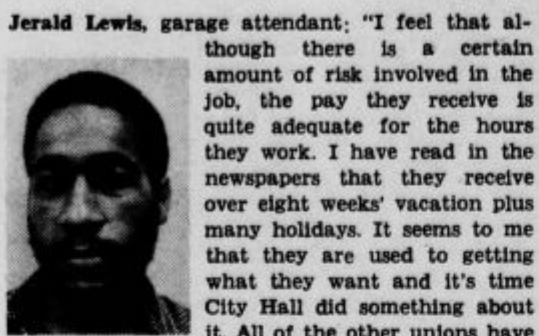 Jerald Lewis, garage attendant: "I feel that al-
though there is a certain
amount of risk involved in the
job, the pay they receive is
quite adequate for the hours
they work. I have read in the
newspapers that they receive
over eight weeks' vacation plus
many holidays. It seems to me
that they are used to getting
what they want and it's time
City Hall did something about
it. All of the other unions have